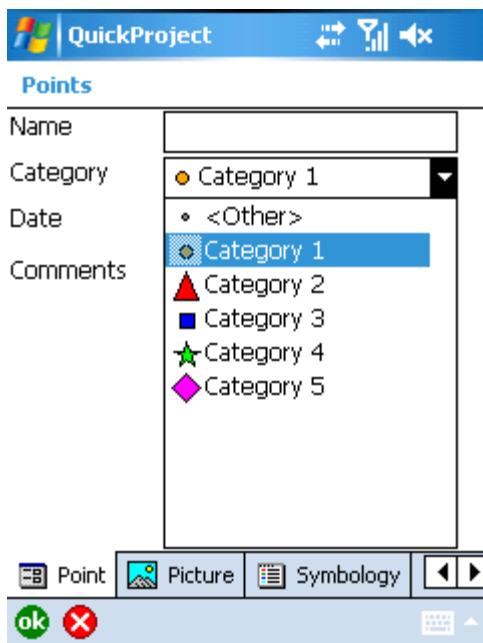 QuickProject
Points
Name
Category
Category 1
Date
<Other>
Category 1
Comments
Category 2
Category 3
Category 4
Category 5
Point
Picture
Symbology
ok